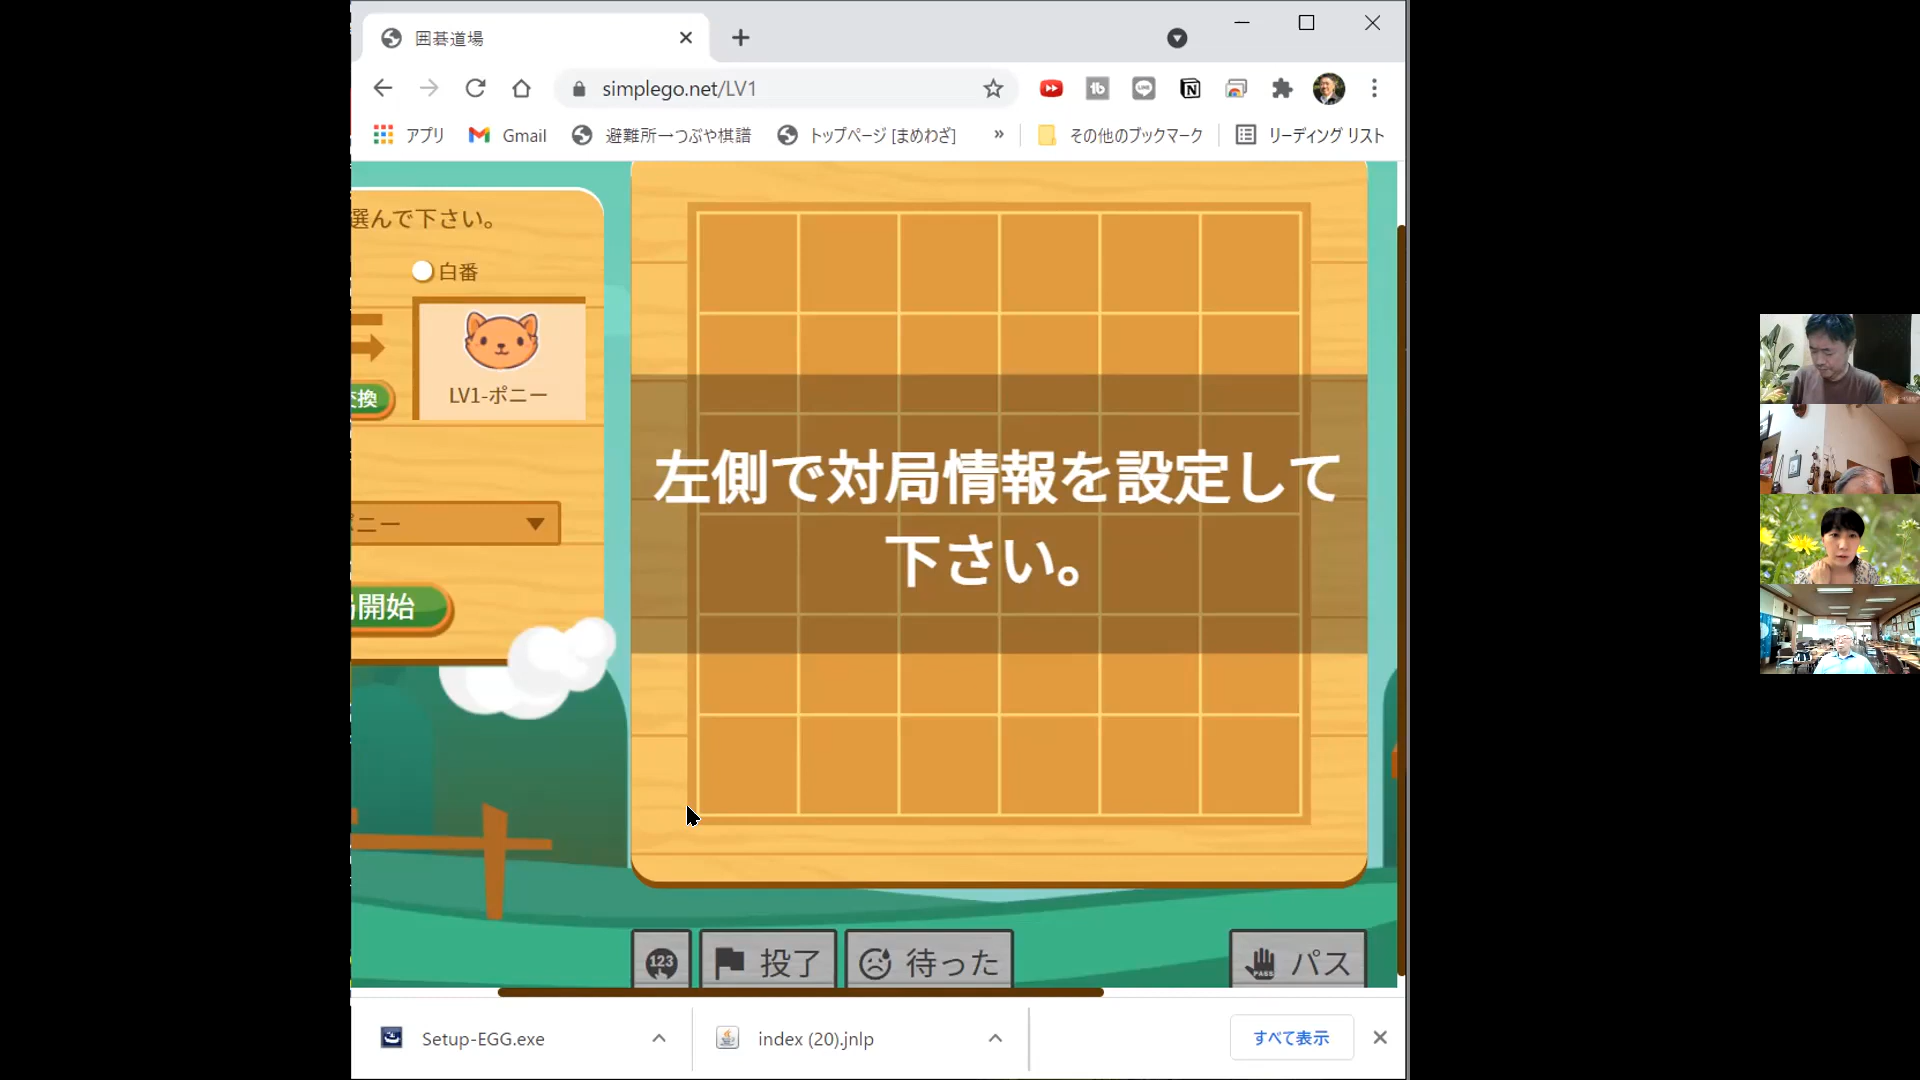 囲碁道場
simplego.net/LV1
アプリ
Gmail
避難所→つぶや棋譜
トップページ [まめわざ]
»
その他のブックマーク
リーディング リスト
選んで下さい。
白番
LV1-ポニー
交換
ポニー
局開始
左側で対局情報を設定して
下さい。
123
投了
待った
PASS
パス
Setup-EGG.exe
index (20).jnlp
すべて表示